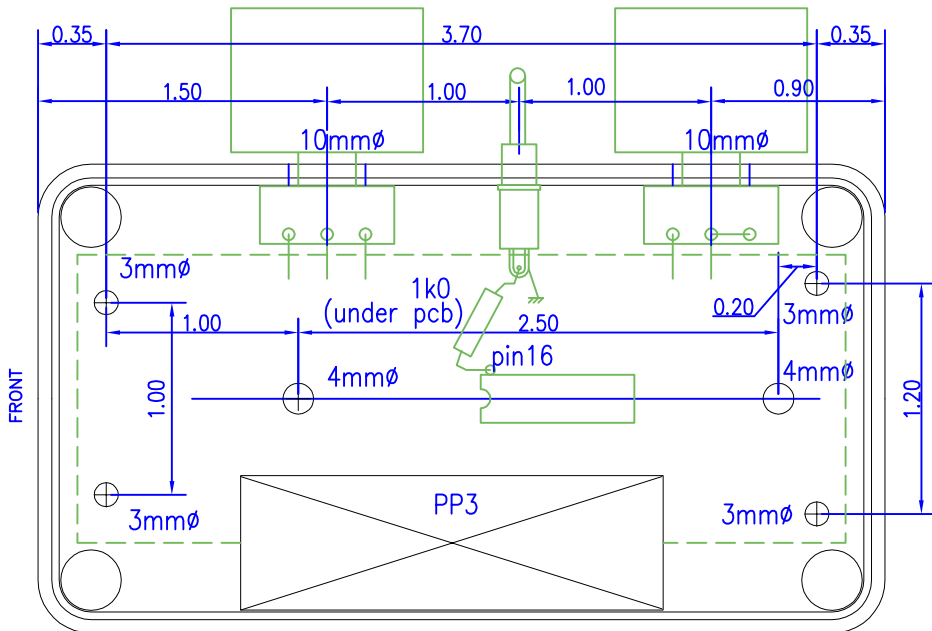 0.35
3.70
0.35
1.50
1.00
1.00
0.90
10mmø
10mmø
3mmø
1k0
(under pcb)
0.20
3mmø
1.00
2.50
pin16
4mmø
4mmø
FRONT
1.00
1.20
PP3
3mmø
3mmø